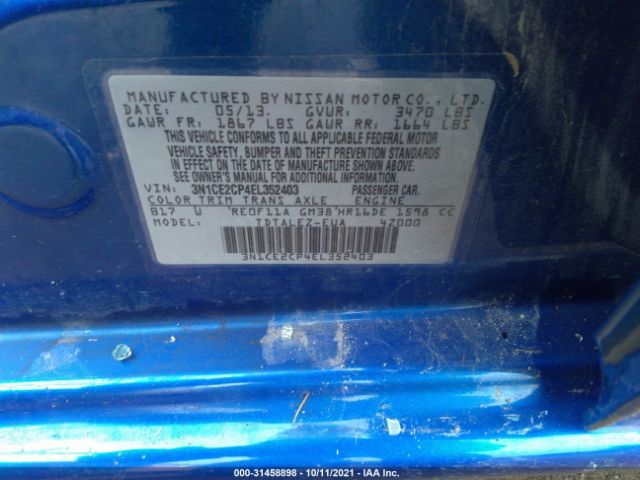 MANUFACTURED BY NISSAN MOTOR CO., LTD.
DATE: 05/13. GVWR: 3470 LBS
GAWR FR: 1867 LBS GAWR RR: 1664 LBS
THIS VEHICLE CONFORMS TO ALL APPLICABLE FEDERAL MOTOR
VEHICLE SAFETY, BUMPER AND THEFT PREVENTION STANDARDS
IN EFFECT ON THE DATE OF MANUFACTURE SHOWN ABOVE.
SEE OWNER'S MANUAL FOR ADDITIONAL INFORMATION.
VIN: 3N1CE2CP4EL352403 PASSENGER CAR.
COLOR TRIM TRANS AXLE ENGINE
B17 W 'RE0F11A GM38'HR16DE 1598 CC
MODEL: TDTALEZ-EUA 4Z000
3N1CE2CP4EL352403
000-31458898 - 10/11/2021 - IAA Inc.